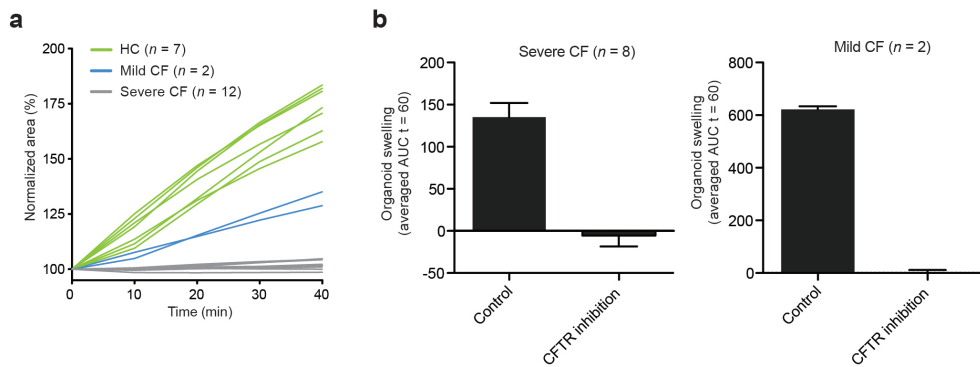 a
HC (n = 7)
Mild CF (n = 2)
Severe CF (n = 12)
Normalized area (%)
200
175
150
125
100
0
10
20
30
40
Time (min)
b
Severe CF (n = 8)
Organoid swelling
(averaged AUC t = 60)
200
150
100
50
0
-50
Control
CFTR inhibition
Mild CF (n = 2)
Organoid swelling
(averaged AUC t = 60)
800
600
400
200
0
Control
CFTR inhibition